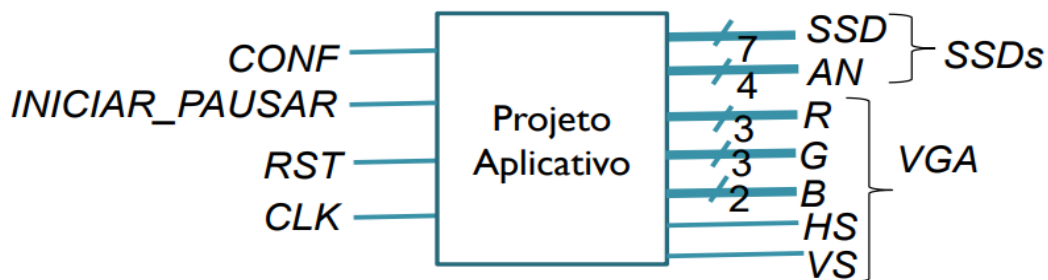 CONF
INICIAR_PAUSAR
RST
CLK
Projeto
Aplicativo
7
SSD
4
AN
SSDs
3
R
3
G
2
B
HS
VS
VGA